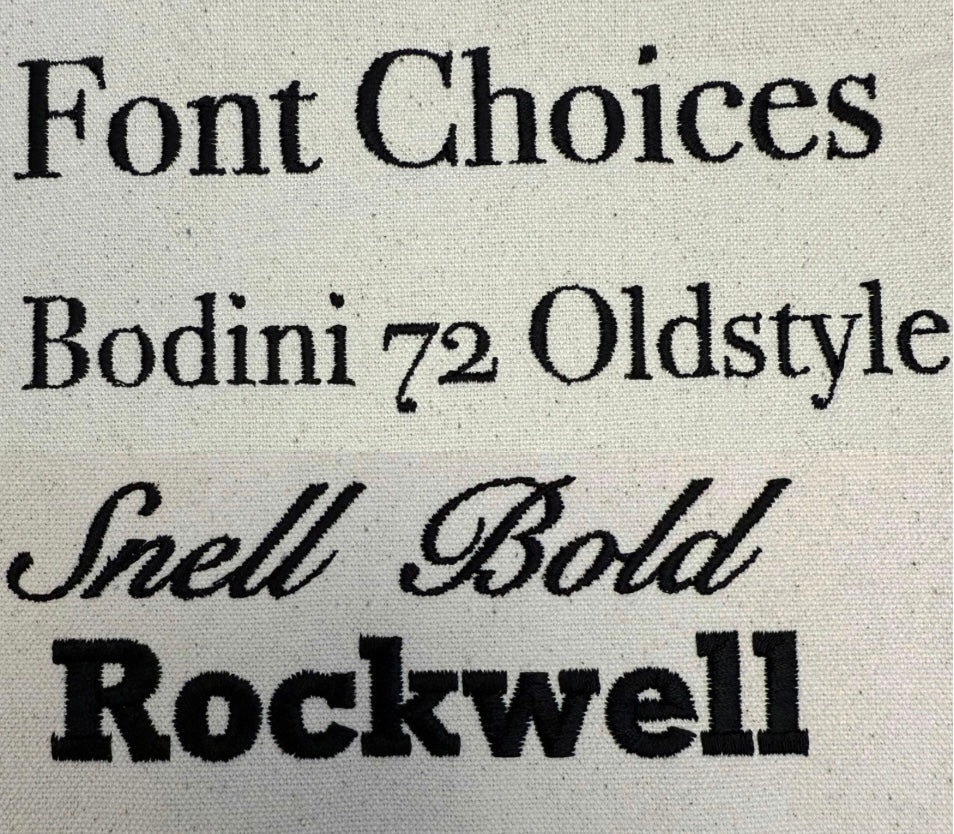 Font Choices
Bodini 72 Oldstyle
Snell Bold
Rockwell